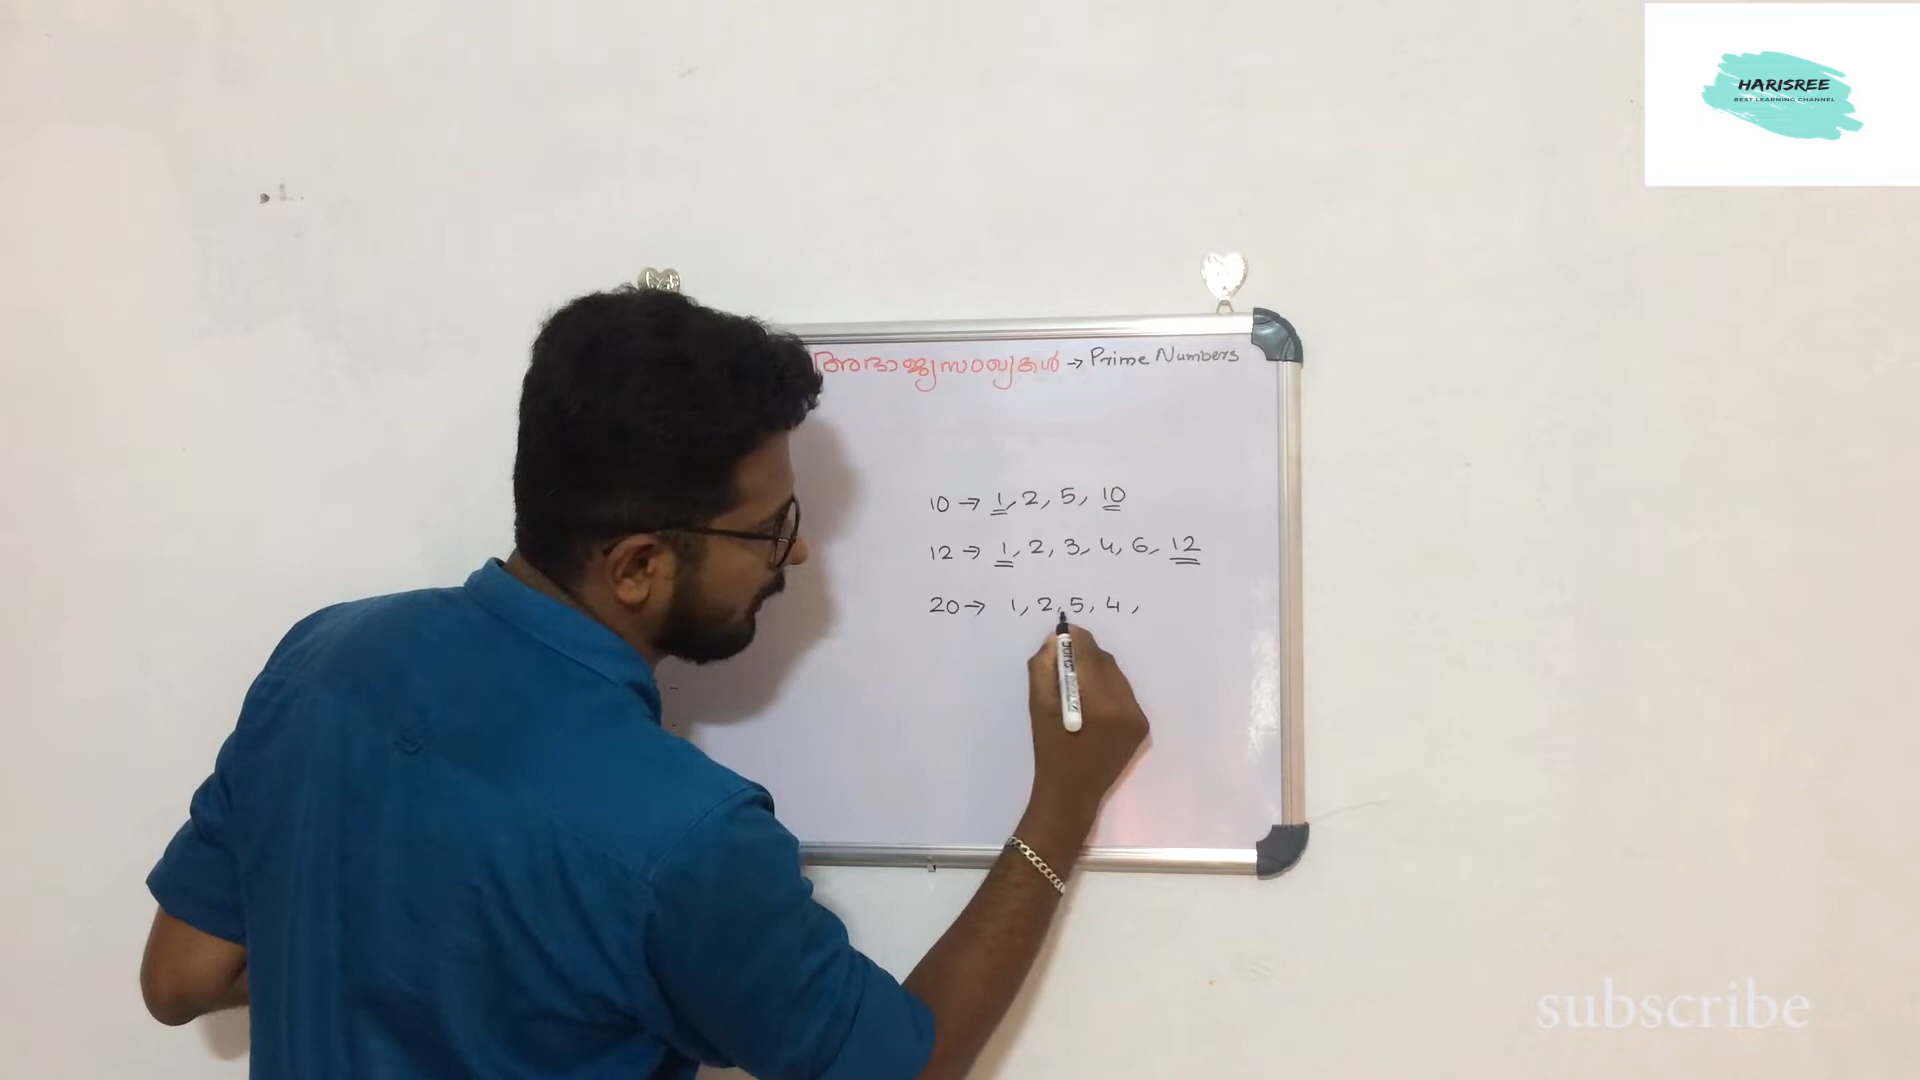 HARISREE
BEST LEARNING CHANNEL
അഭാജ്യസംഖ്യകൾ → Prime Numbers
10 → 1, 2, 5, 10
12 → 1, 2, 3, 4, 6, 12
20 → 1, 2, 5, 4,
subscribe